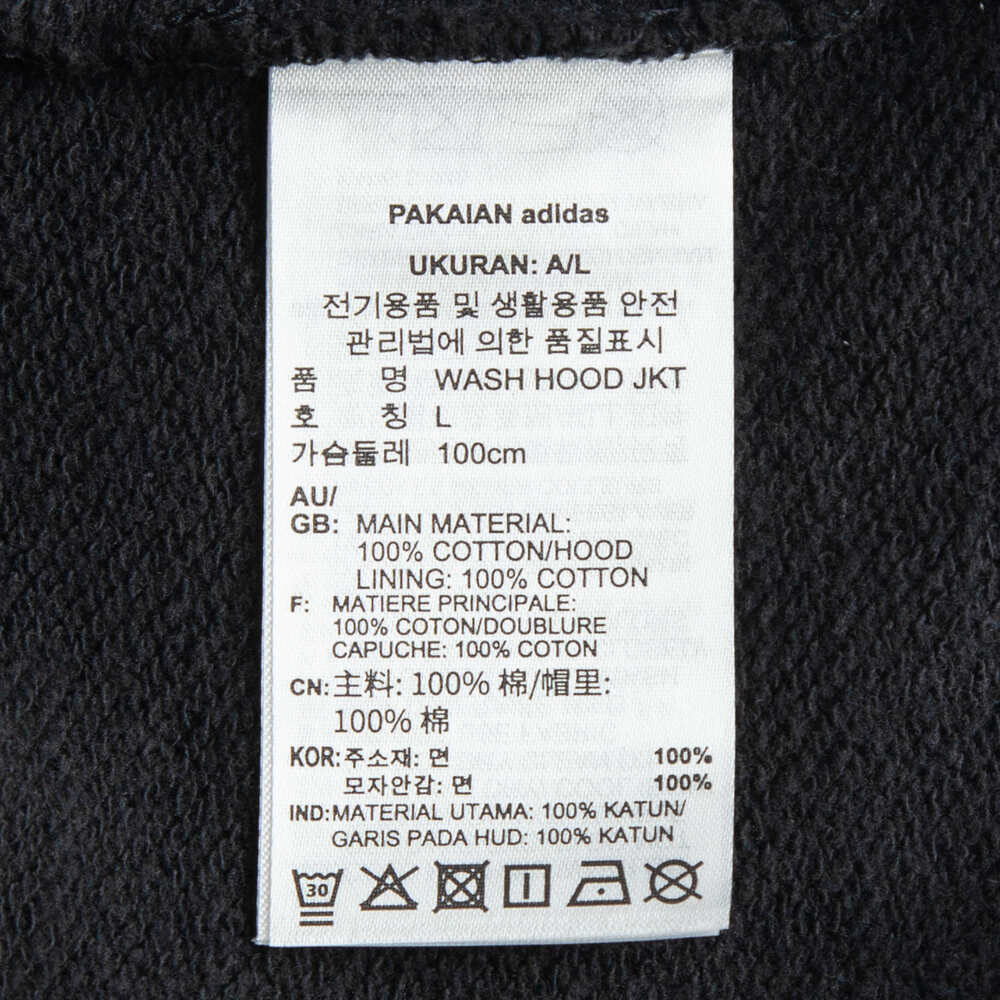 PAKAIAN adidas
UKURAN: A/L
전기용품 및 생활용품 안전
관리법에 의한 품질표시
품 명 WASH HOOD JKT
호 칭 L
가슴둘레 100cm
AU/
GB: MAIN MATERIAL:
100% COTTON/HOOD
LINING: 100% COTTON
F: MATIERE PRINCIPALE:
100% COTON/DOUBLURE
CAPUCHE: 100% COTON
CN: 主料: 100% 棉/帽里:
100% 棉
KOR: 주소재: 면 100%
모자안감: 면 100%
IND: MATERIAL UTAMA: 100% KATUN/
GARIS PADA HUD: 100% KATUN
30